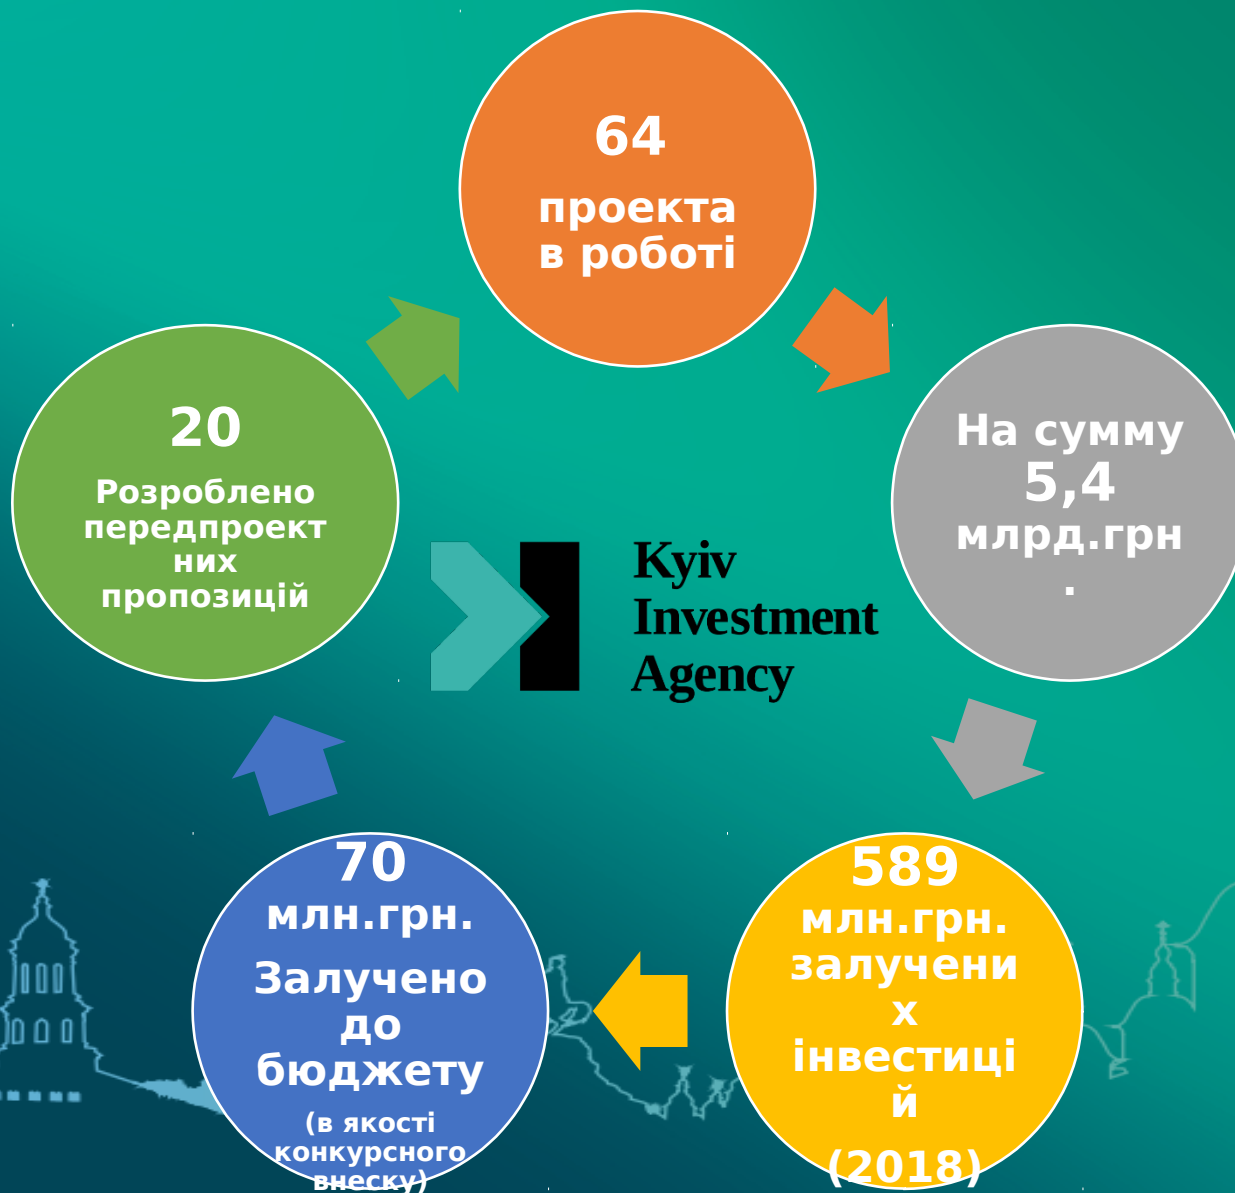 64
проекта
в роботі
На сумму
5,4
млрд.грн
.
589
млн.грн.
залучени
х
інвестиці
й
(2018)
70
млн.грн.
Залучено
до
бюджету
(в якості
конкурсного
внеску)
20
Розроблено
передпроект
них
пропозицій
Kyiv
Investment
Agency